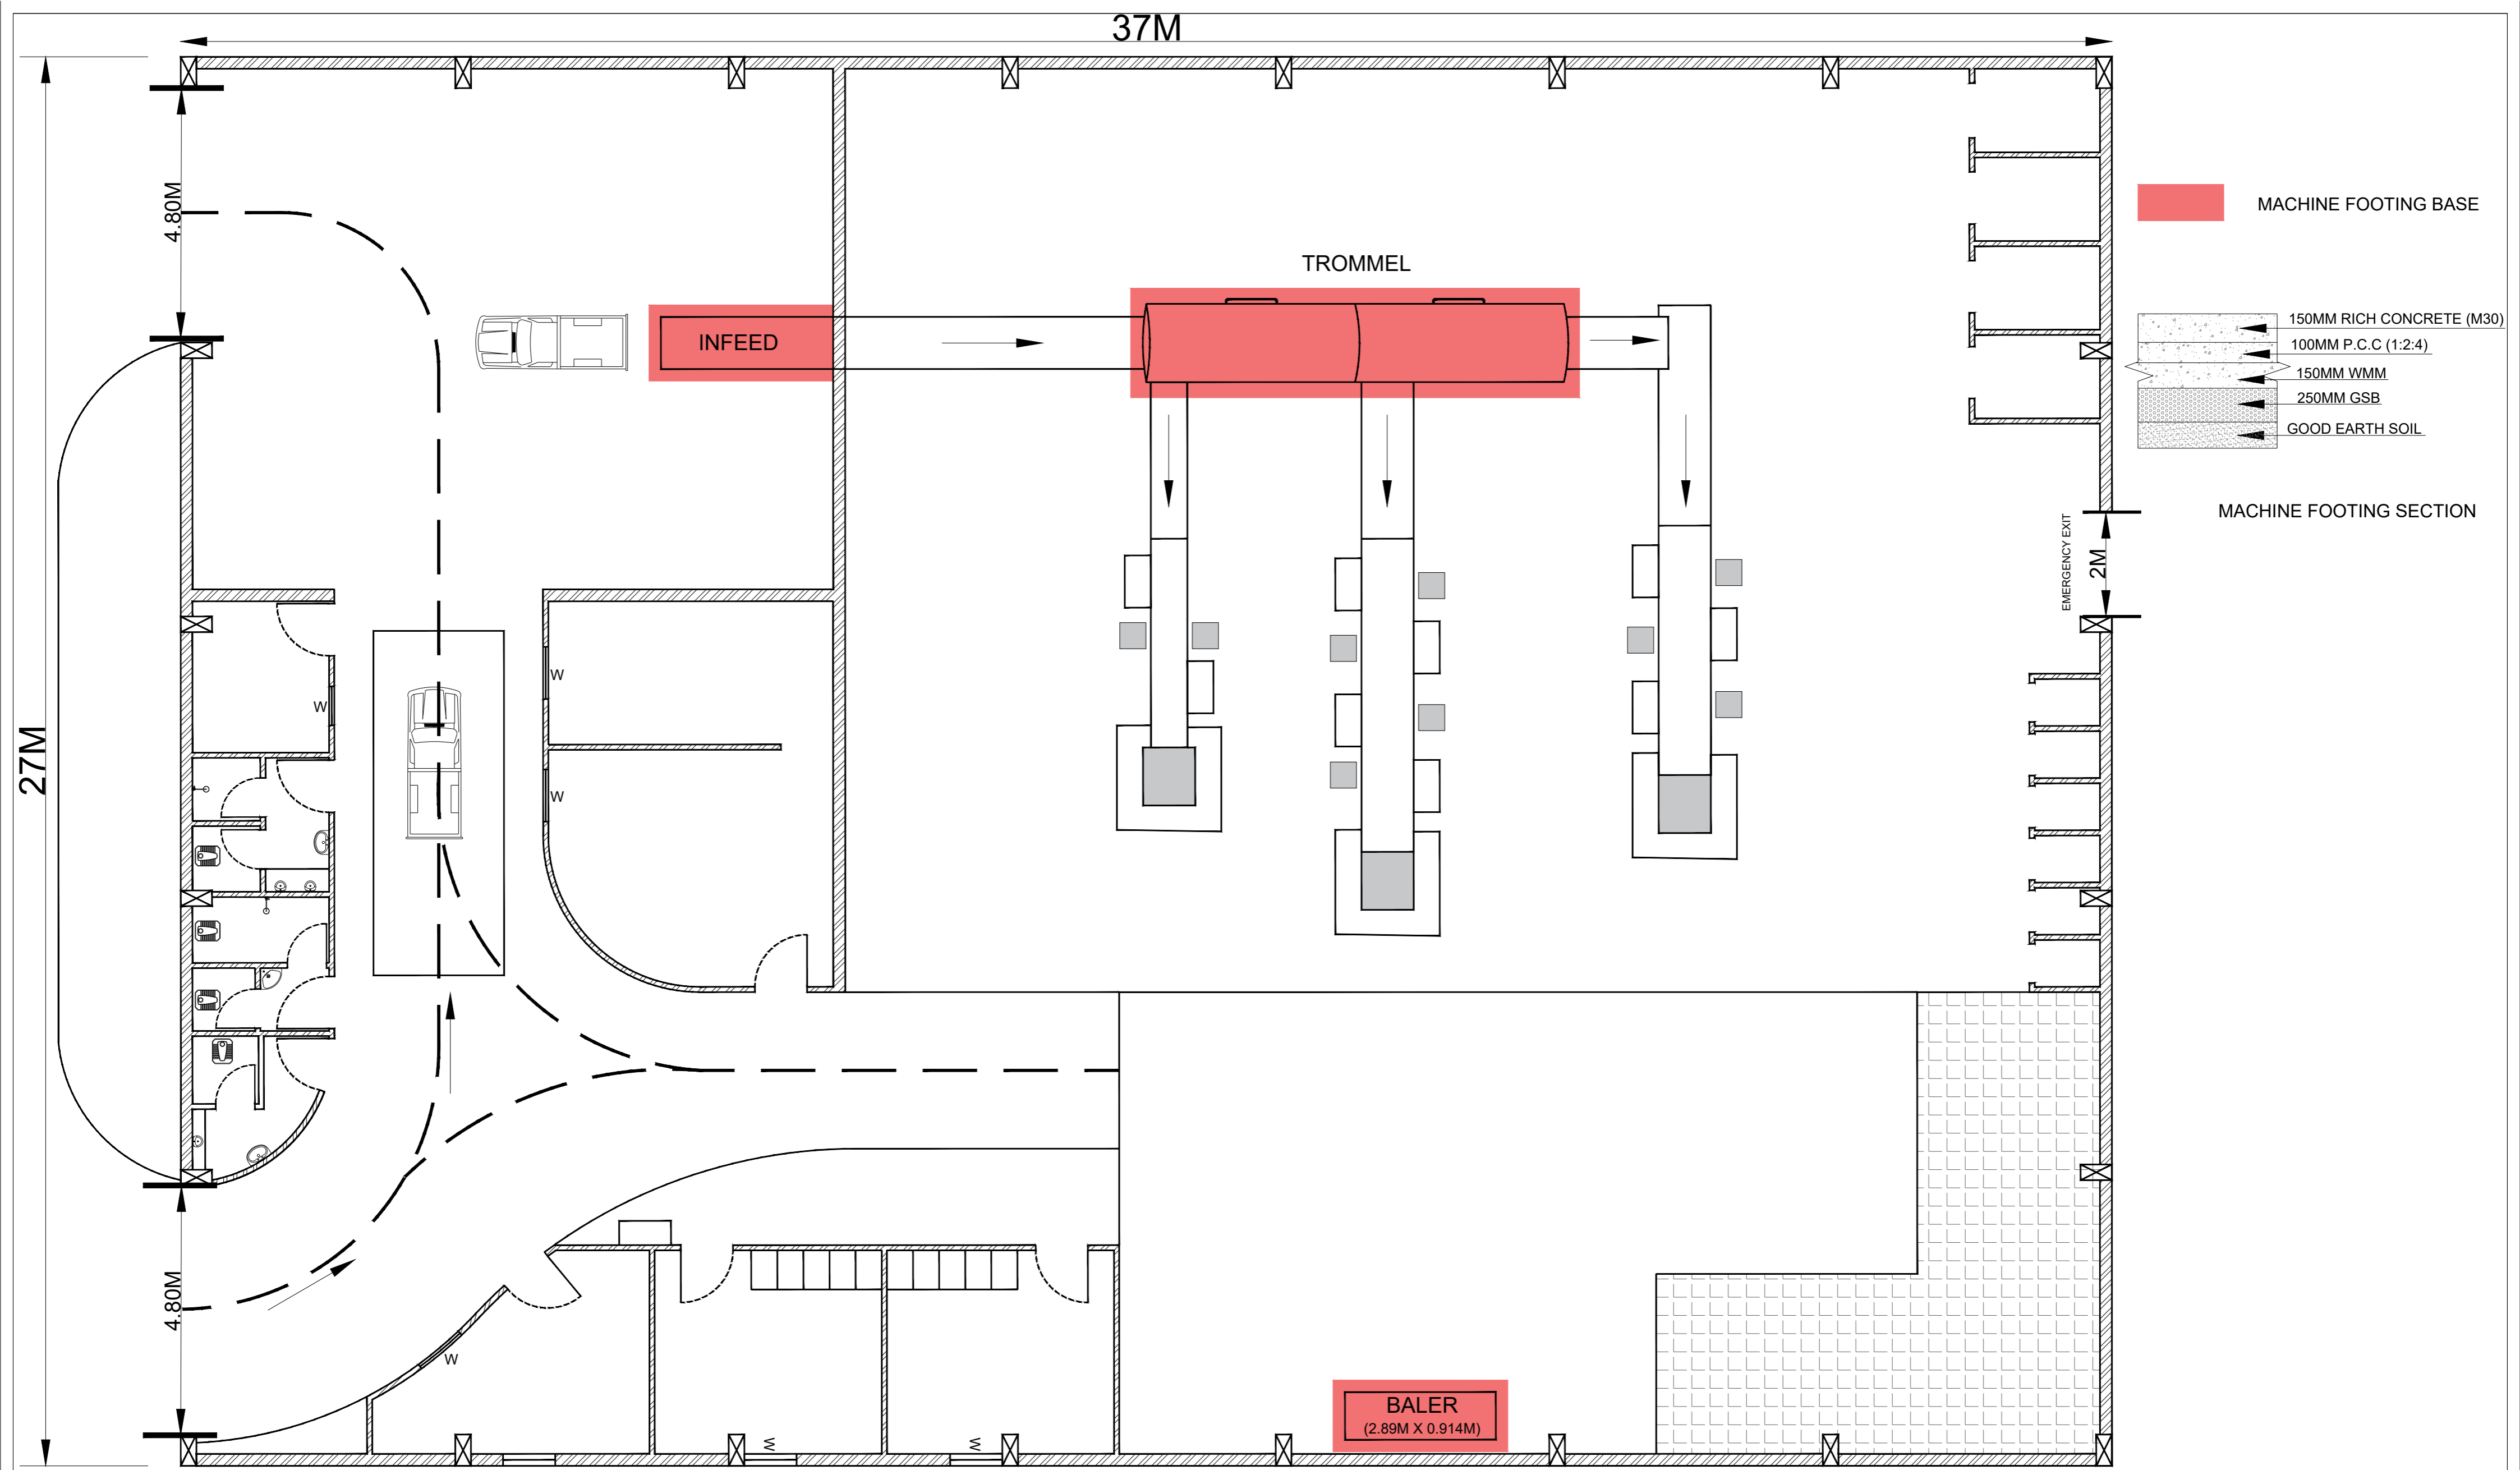 37M
4.80M
MACHINE FOOTING BASE
TROMMEL
150MM RICH CONCRETE (M30)
INFEED
100MM P.C.C (1:2:4)
150MM WMM
250MM GSB
GOOD EARTH SOIL
MACHINE FOOTING SECTION
EMERGENCY EXIT
2M
W
W
27M
W
4.80M
W
BALER
(2.89M X 0.914M)
W
W